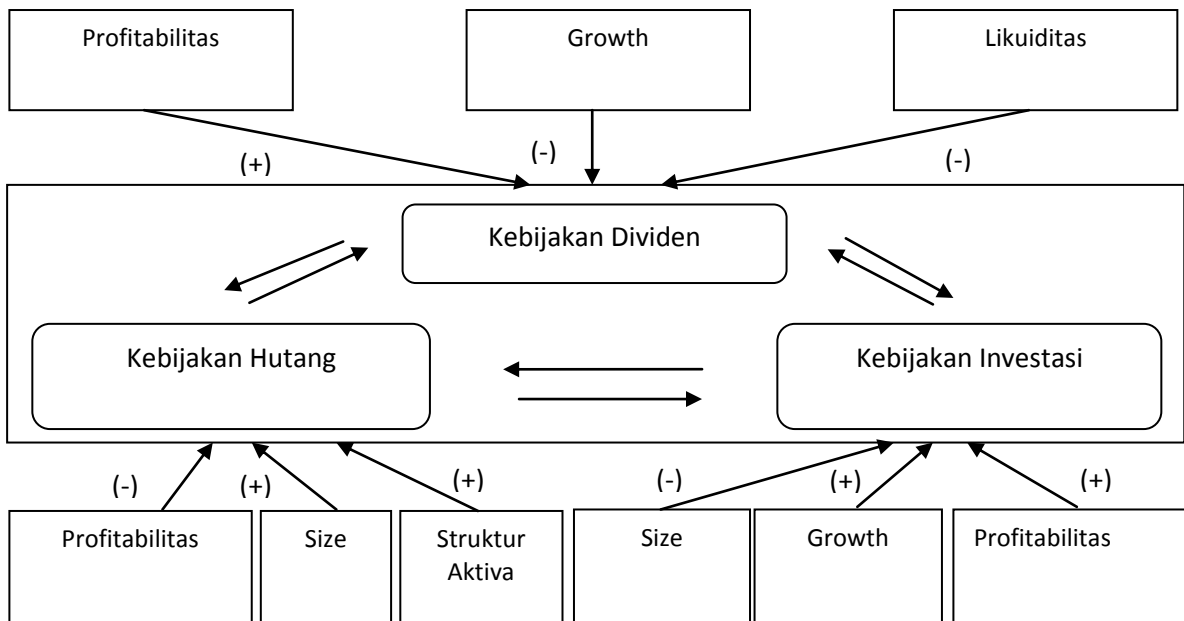 Profitabilitas
Growth
Likuiditas
(+)
(-)
(-)
Kebijakan Dividen
Kebijakan Hutang
Kebijakan Investasi
(-)
(+)
(+)
(-)
(+)
(+)
Profitabilitas
Size
Struktur
Aktiva
Size
Growth
Profitabilitas